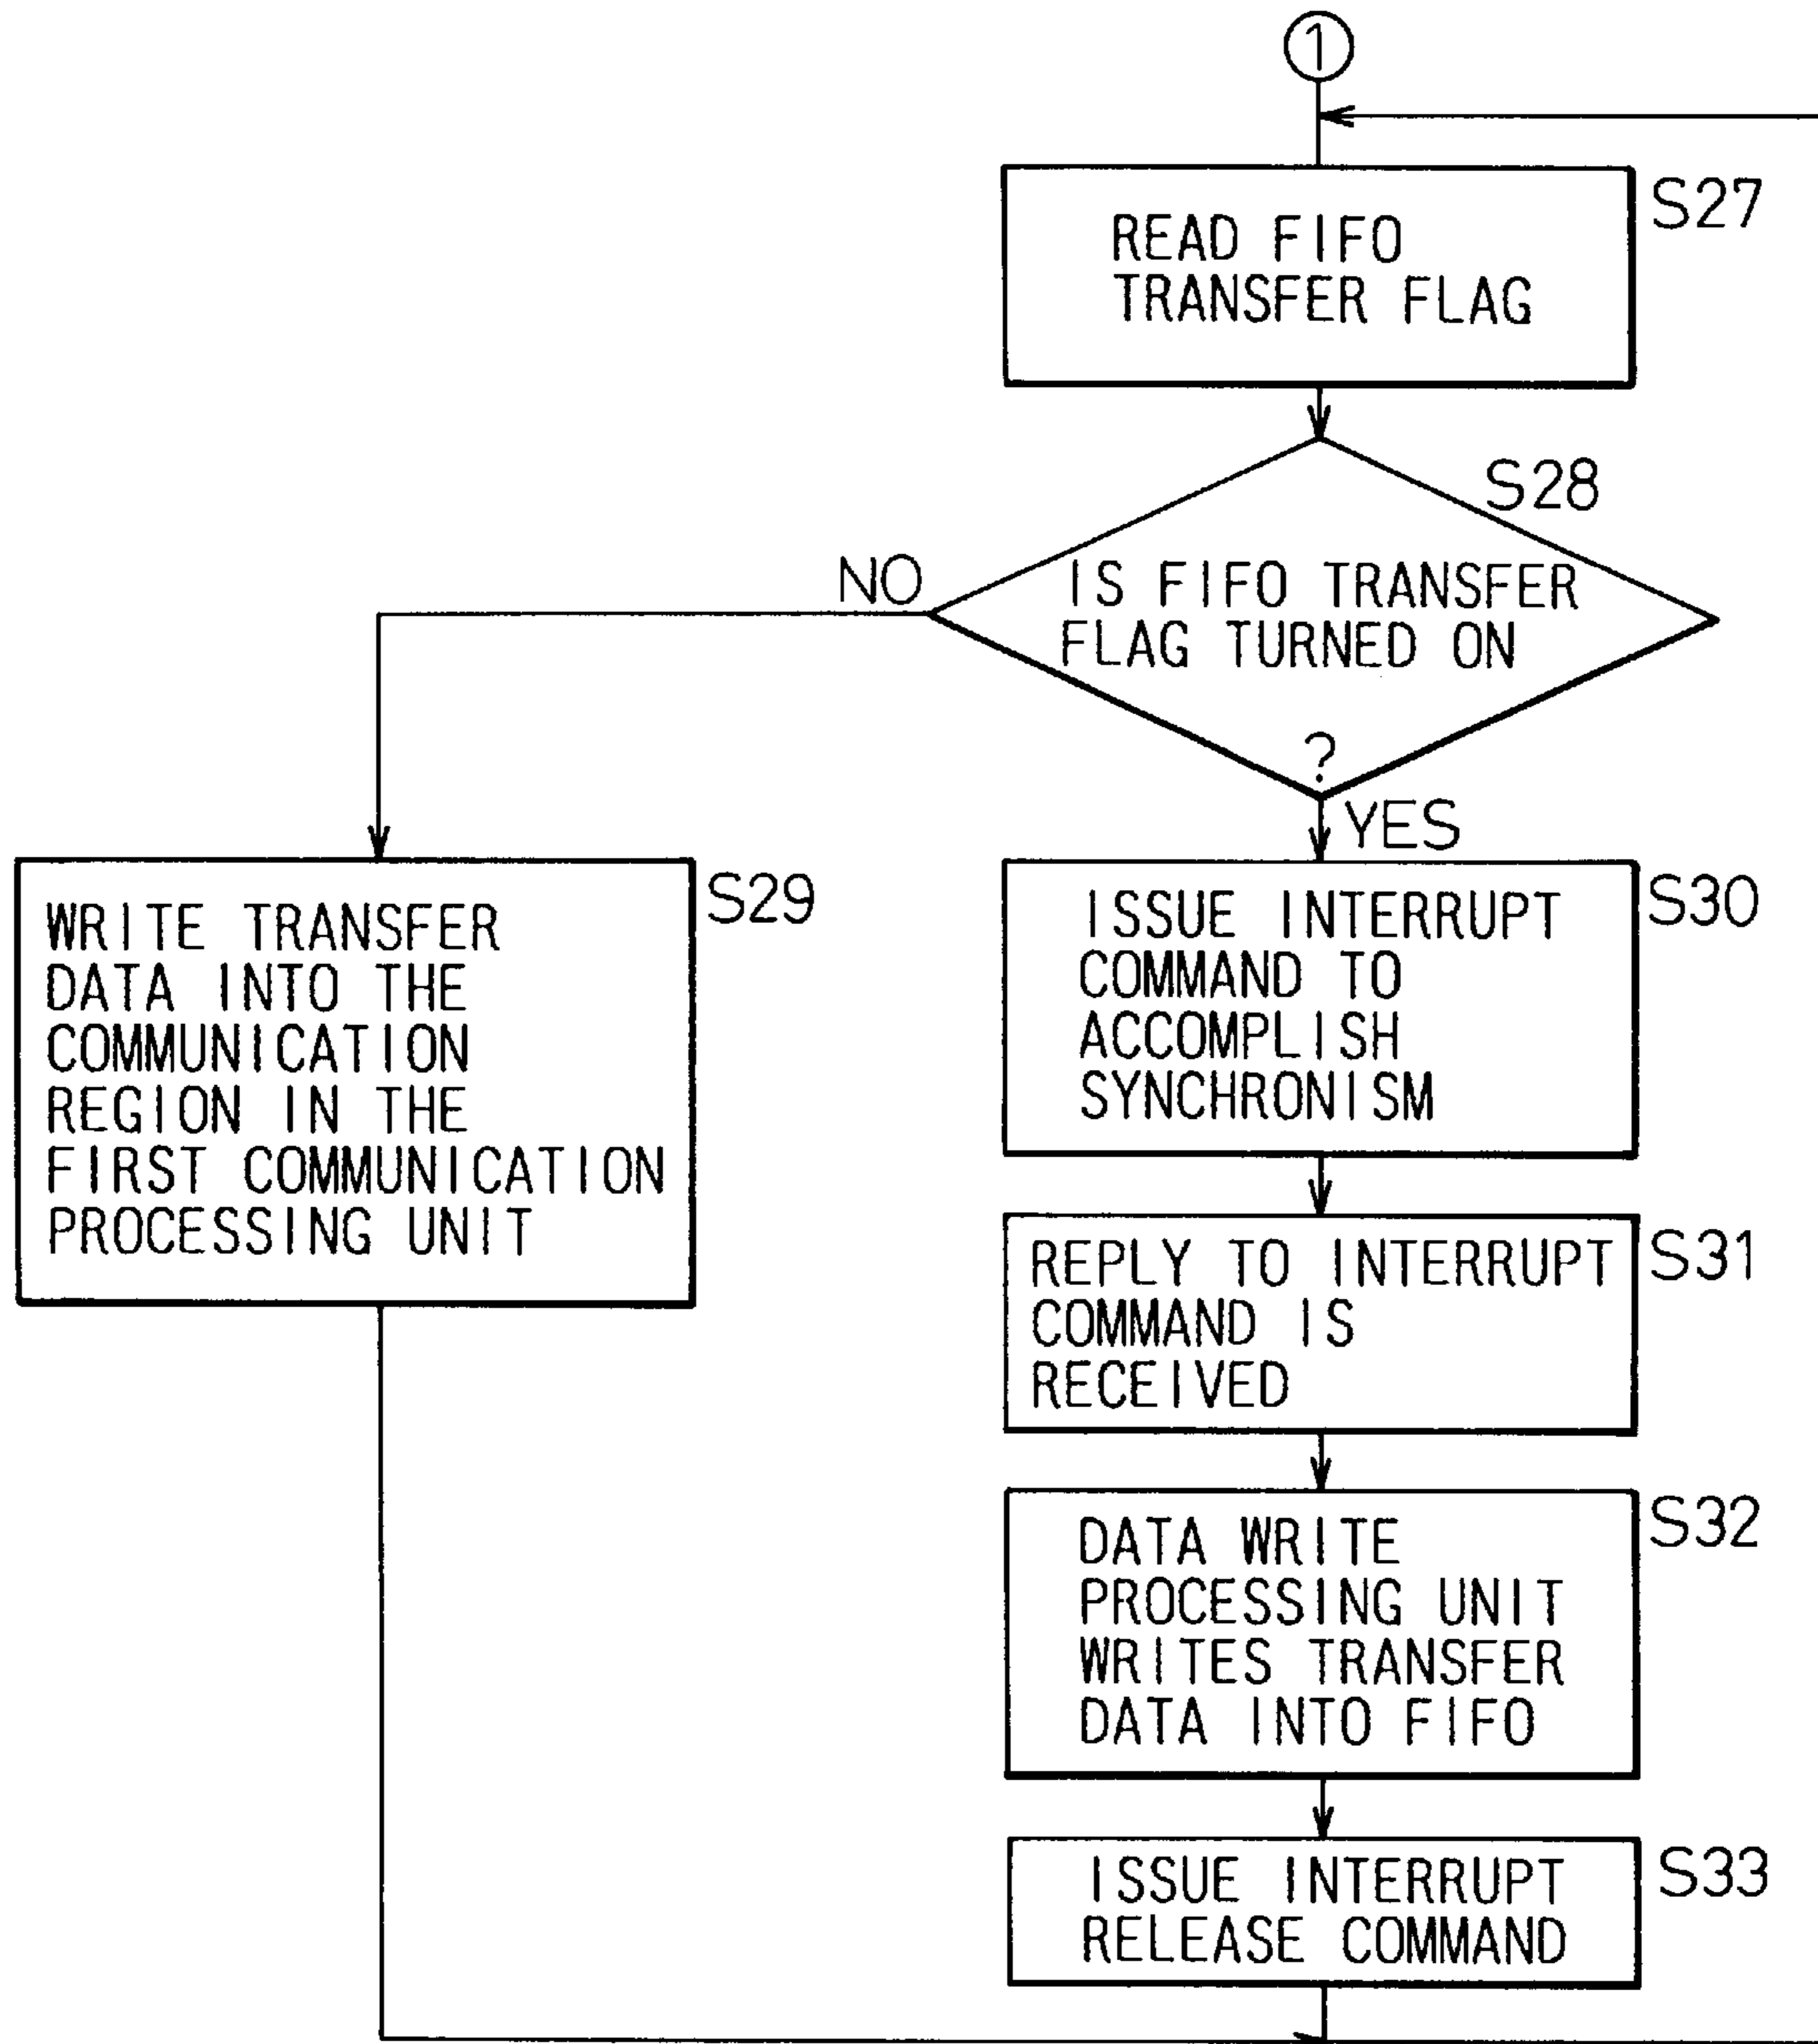 1
READ FIFO
TRANSFER FLAG
S27
S28
NO
IS FIFO TRANSFER
FLAG TURNED ON
?
YES
WRITE TRANSFER
DATA INTO THE
COMMUNICATION
REGION IN THE
FIRST COMMUNICATION
PROCESSING UNIT
S29
ISSUE INTERRUPT
COMMAND TO
ACCOMPLISH
SYNCHRONISM
S30
REPLY TO INTERRUPT
COMMAND IS
RECEIVED
S31
DATA WRITE
PROCESSING UNIT
WRITES TRANSFER
DATA INTO FIFO
S32
ISSUE INTERRUPT
RELEASE COMMAND
S33